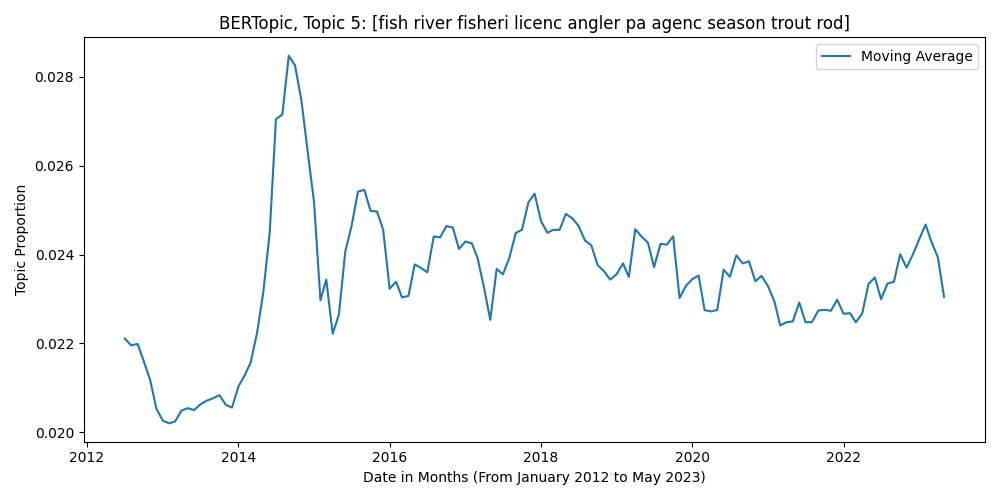 BERTopic, Topic 5: [fish river fisheri licenc angler pa agenc season trout rod]
Moving Average
0.028
0.026
0.024
0.022
0.020
Topic Proportion
2012 2014 2016 2018 2020 2022
Date in Months (From January 2012 to May 2023)